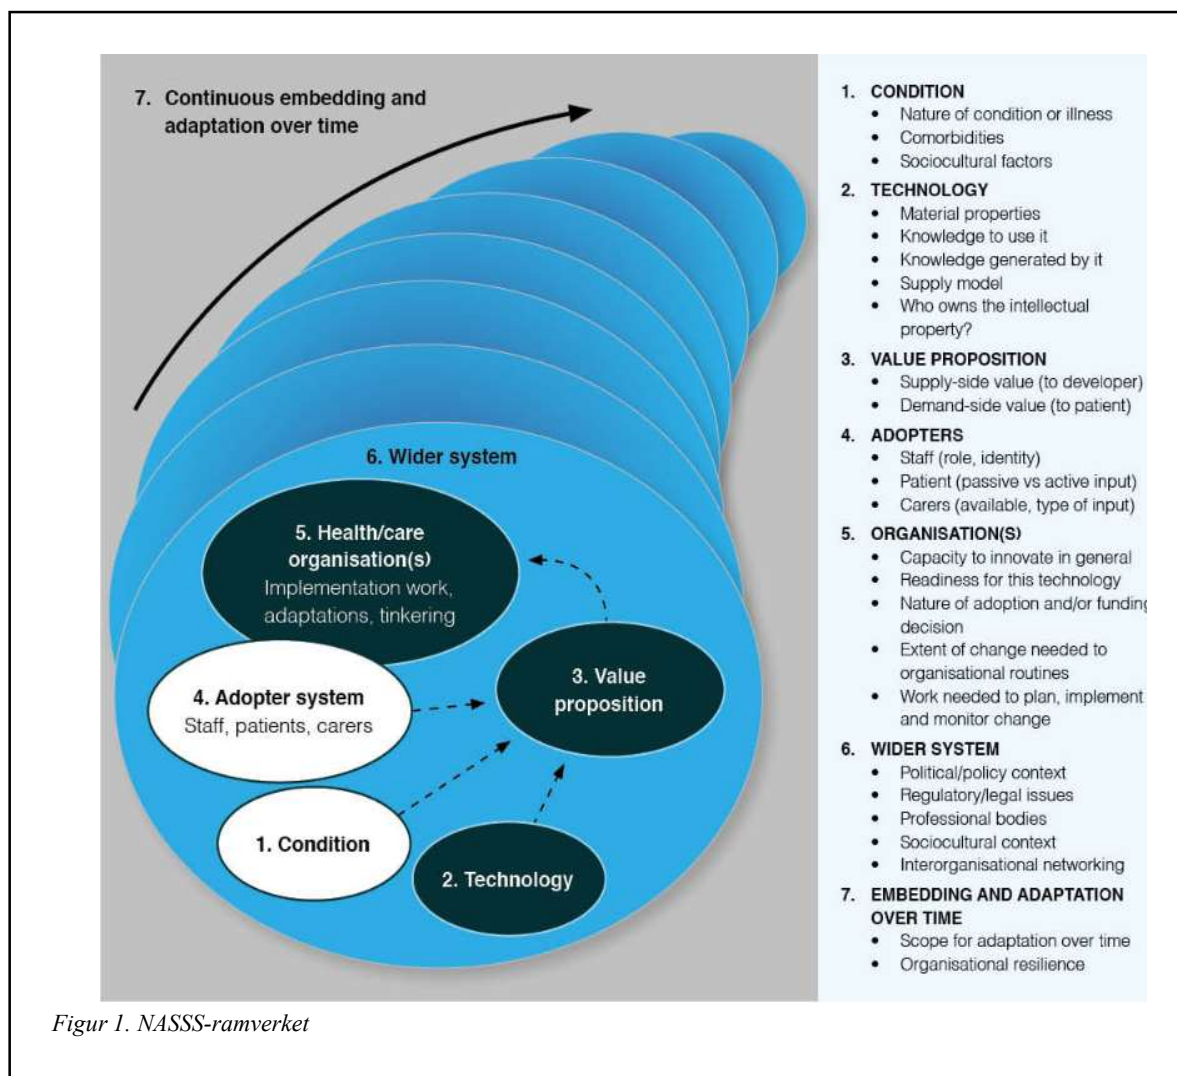 7. Continuous embedding and
adaptation over time
6. Wider system
5. Health/care
organisation(s)
Implementation work,
adaptations, tinkering
4. Adopter system
Staff, patients, carers
3. Value
proposition
1. Condition
2. Technology
1. CONDITION
• Nature of condition or illness
• Comorbidities
• Sociocultural factors
2. TECHNOLOGY
• Material properties
• Knowledge to use it
• Knowledge generated by it
• Supply model
• Who owns the intellectual
property?
3. VALUE PROPOSITION
• Supply-side value (to developer)
• Demand-side value (to patient)
4. ADOPTERS
• Staff (role, identity)
• Patient (passive vs active input)
• Carers (available, type of input)
5. ORGANISATION(S)
• Capacity to innovate in general
• Readiness for this technology
• Nature of adoption and/or funding
decision
• Extent of change needed to
organisational routines
• Work needed to plan, implement
and monitor change
6. WIDER SYSTEM
• Political/policy context
• Regulatory/legal issues
• Professional bodies
• Sociocultural context
• Interorganisational networking
7. EMBEDDING AND ADAPTATION
OVER TIME
• Scope for adaptation over time
• Organisational resilience
Figur 1. NASSS-ramverket